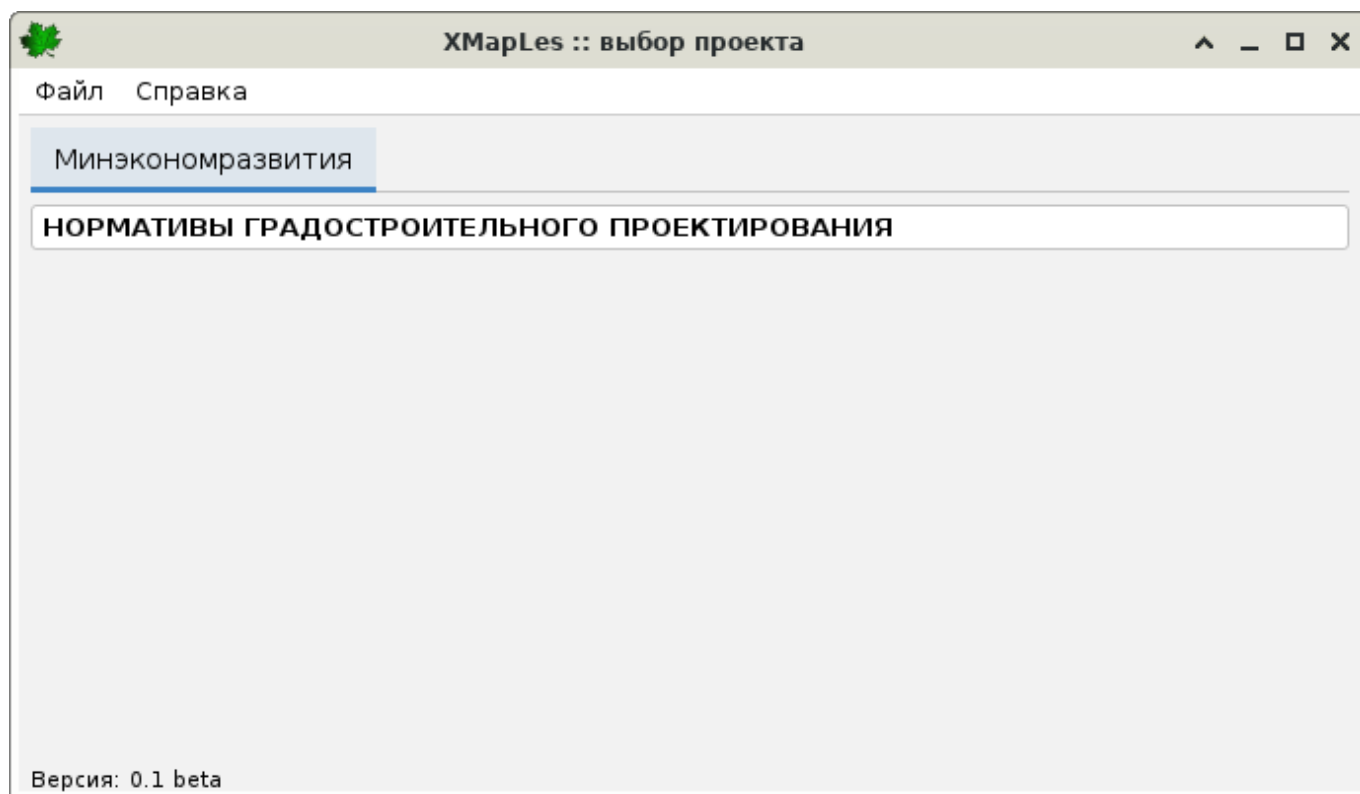 XMapLes :: выбор проекта
Файл Справка
Минэкономразвития
НОРМАТИВЫ ГРАДОСТРОИТЕЛЬНОГО ПРОЕКТИРОВАНИЯ
Версия: 0.1 beta